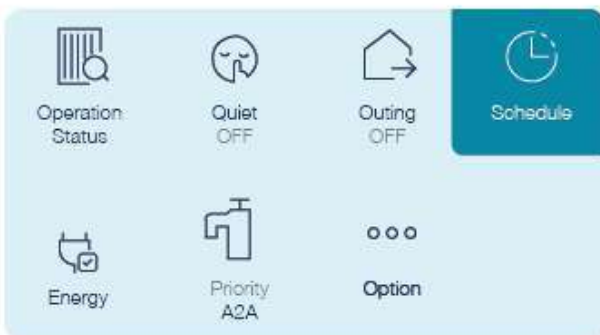 Operation
Status
Quiet
OFF
Outing
OFF
Schedule
Energy
Priority
A2A
Option